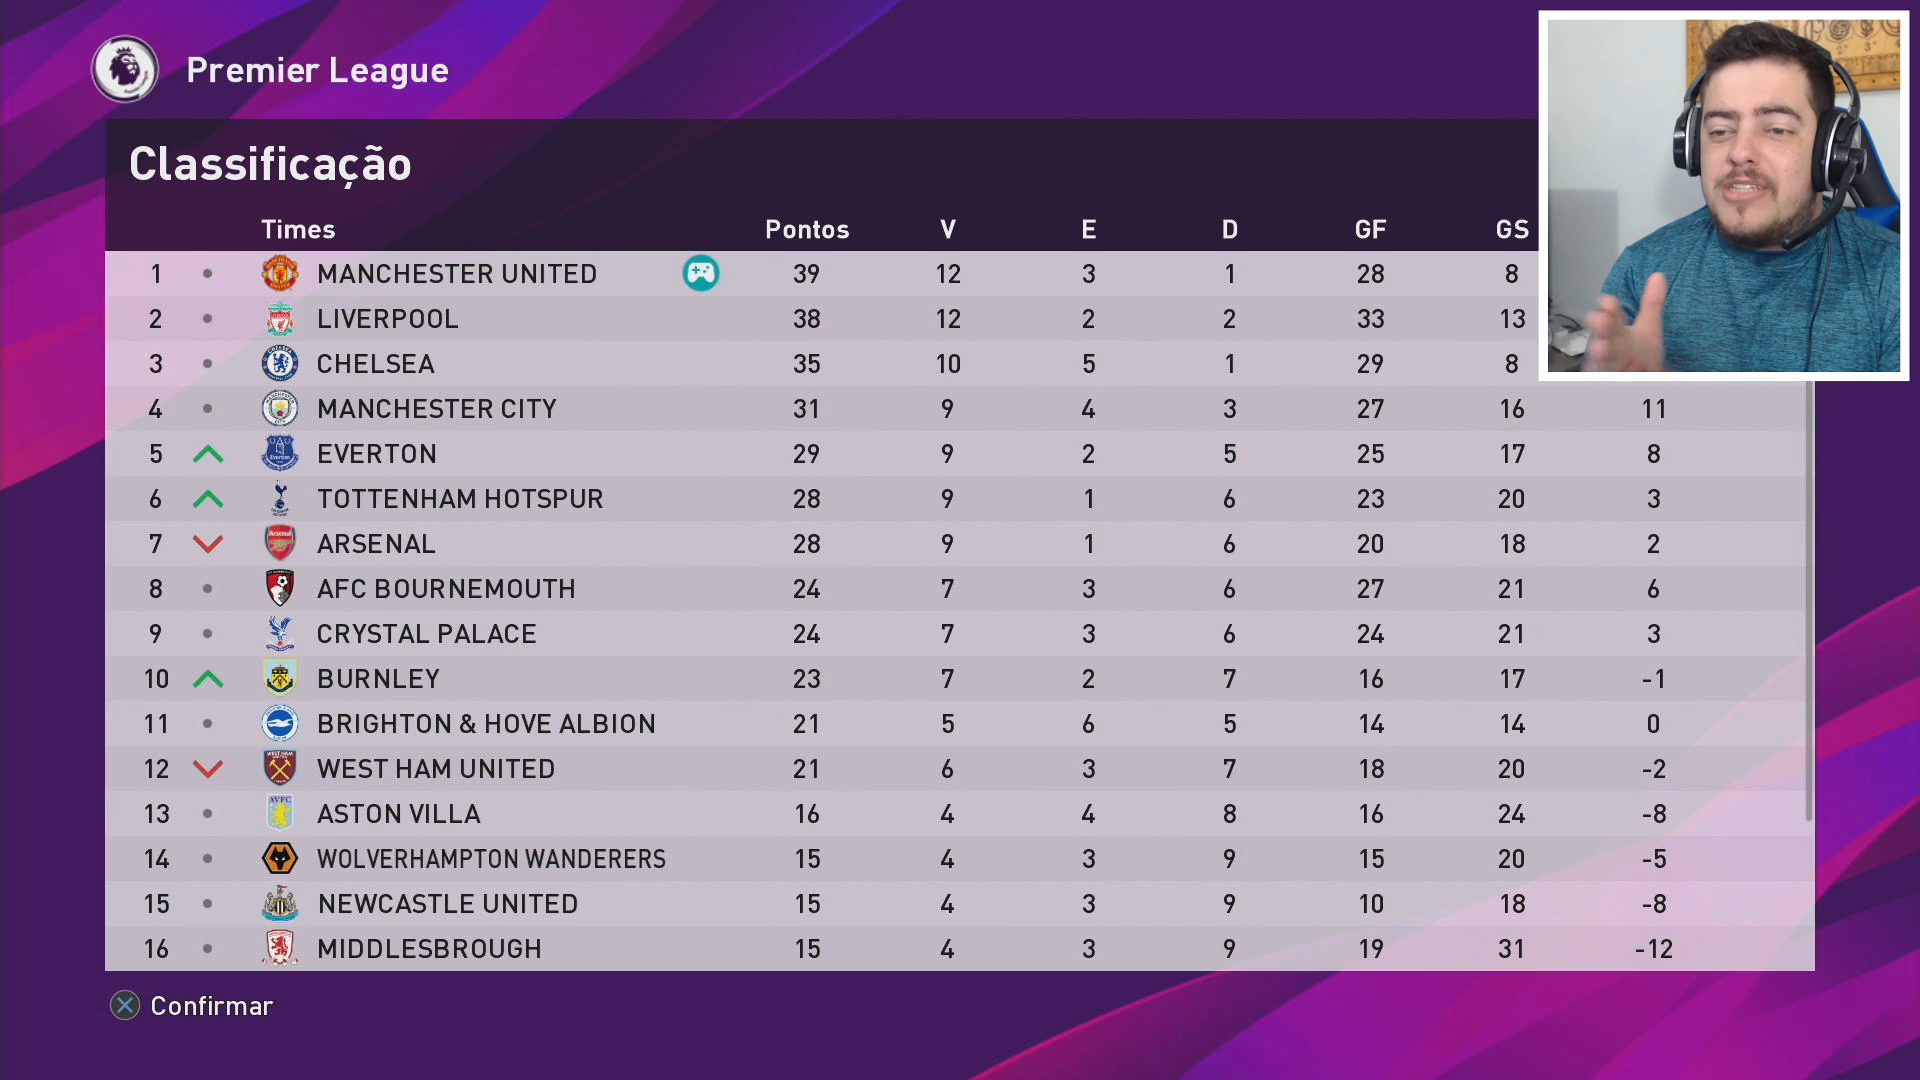 Premier League
Classificação
Times Pontos V E D GF GS
1 MANCHESTER UNITED 39 12 3 1 28 8
2 LIVERPOOL 38 12 2 2 33 13
3 CHELSEA 35 10 5 1 29 8
4 MANCHESTER CITY 31 9 4 3 27 16 11
5 EVERTON 29 9 2 5 25 17 8
6 TOTTENHAM HOTSPUR 28 9 1 6 23 20 3
7 ARSENAL 28 9 1 6 20 18 2
8 AFC BOURNEMOUTH 24 7 3 6 27 21 6
9 CRYSTAL PALACE 24 7 3 6 24 21 3
10 BURNLEY 23 7 2 7 16 17 -1
11 BRIGHTON & HOVE ALBION 21 5 6 5 14 14 0
12 WEST HAM UNITED 21 6 3 7 18 20 -2
13 ASTON VILLA 16 4 4 8 16 24 -8
14 WOLVERHAMPTON WANDERERS 15 4 3 9 15 20 -5
15 NEWCASTLE UNITED 15 4 3 9 10 18 -8
16 MIDDLESBROUGH 15 4 3 9 19 31 -12
Confirmar